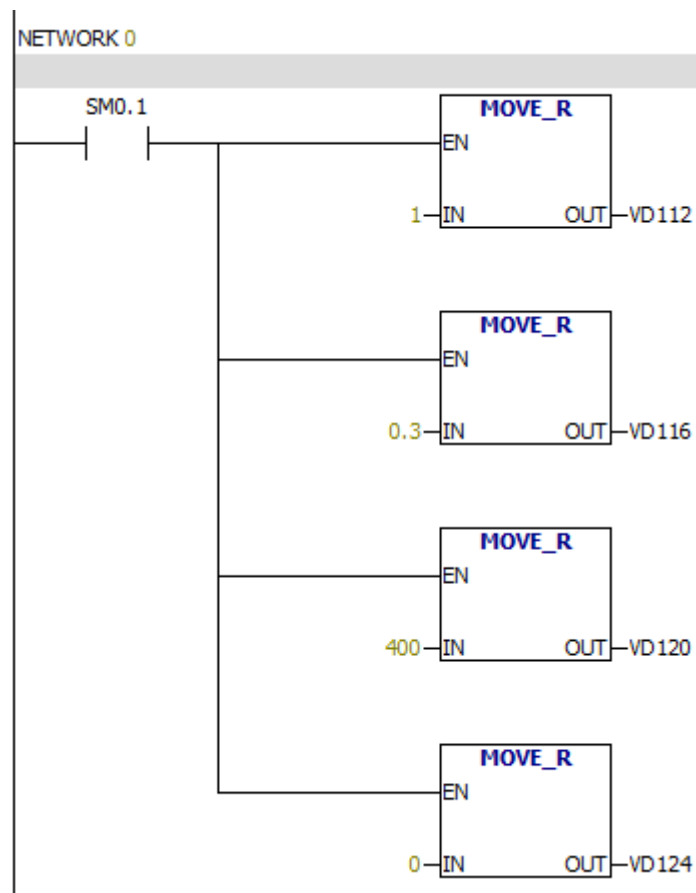 NETWORK 0
SM0.1
MOVE_R
EN
1 IN OUT VD112
MOVE_R
EN
0.3 IN OUT VD116
MOVE_R
EN
400 IN OUT VD120
MOVE_R
EN
0 IN OUT VD124